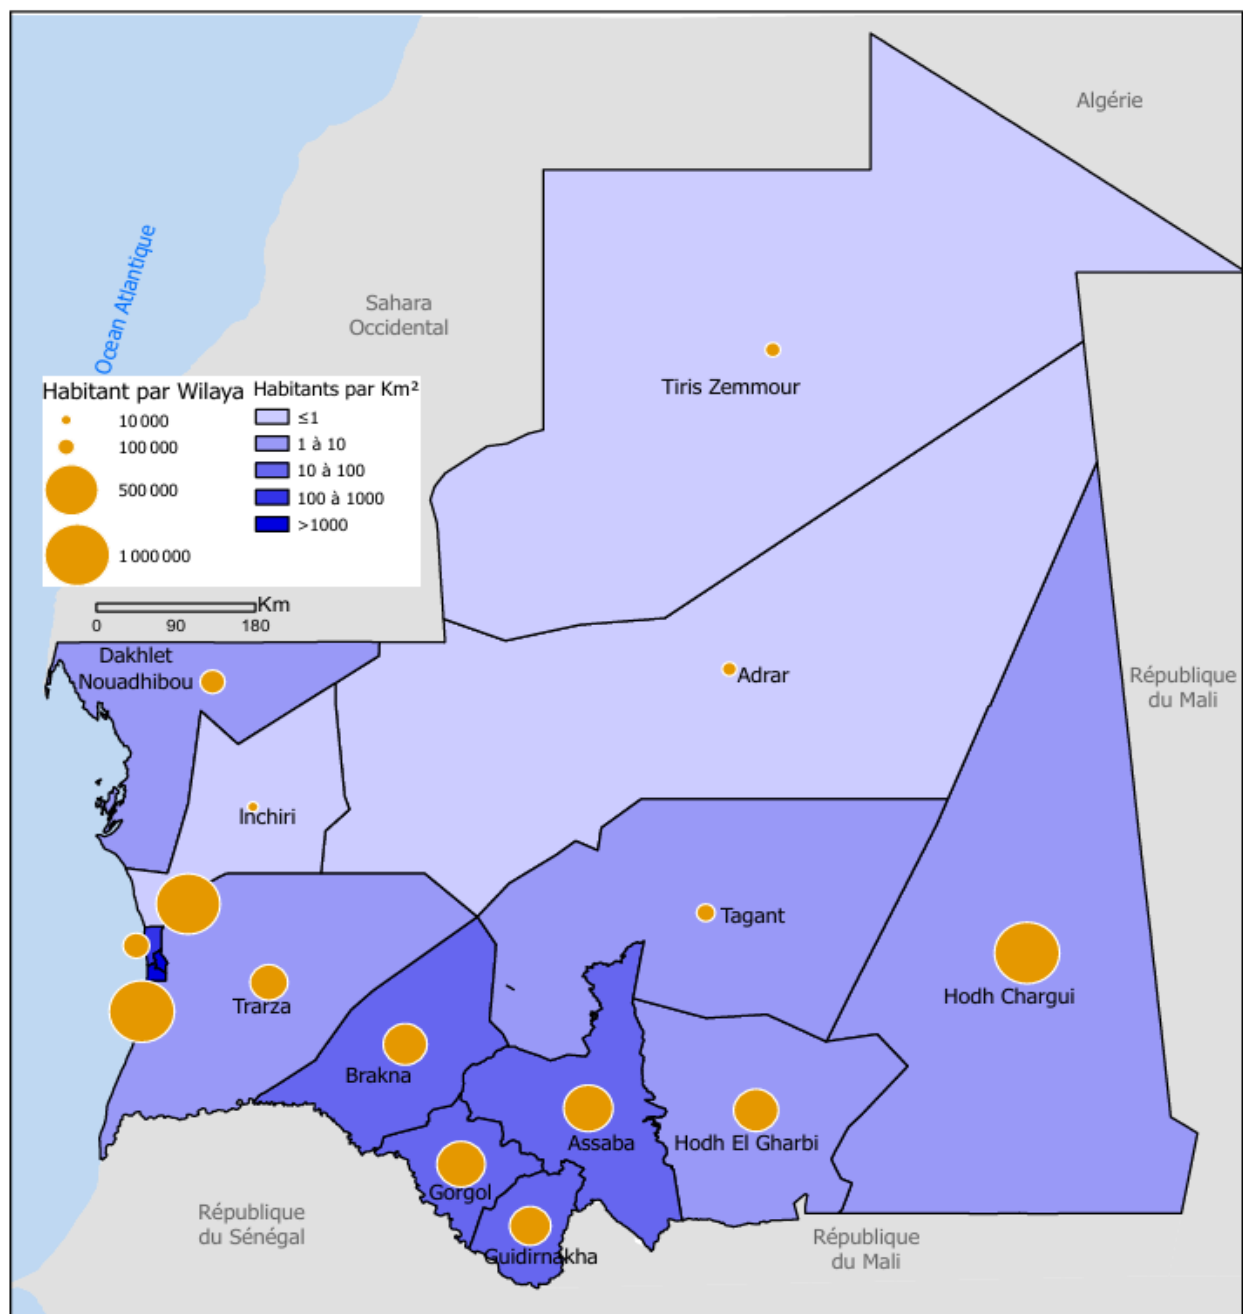 Algérie
Océan Atlantique
Sahara
Occidental
Tiris Zemmour
Habitant par Wilaya
10 000
100 000
500 000
1 000 000
Habitants par Km²
≤1
1 à 10
10 à 100
100 à 1000
>1000
Km
0 90 180
Dakhlet
Nouadhibou
Adrar
République
du Mali
Inchiri
Tagant
Hodh Chargui
Trarza
Brakna
Assaba
Hodh El Gharbi
Gorgol
Guidirnakha
République
du Sénégal
République
du Mali